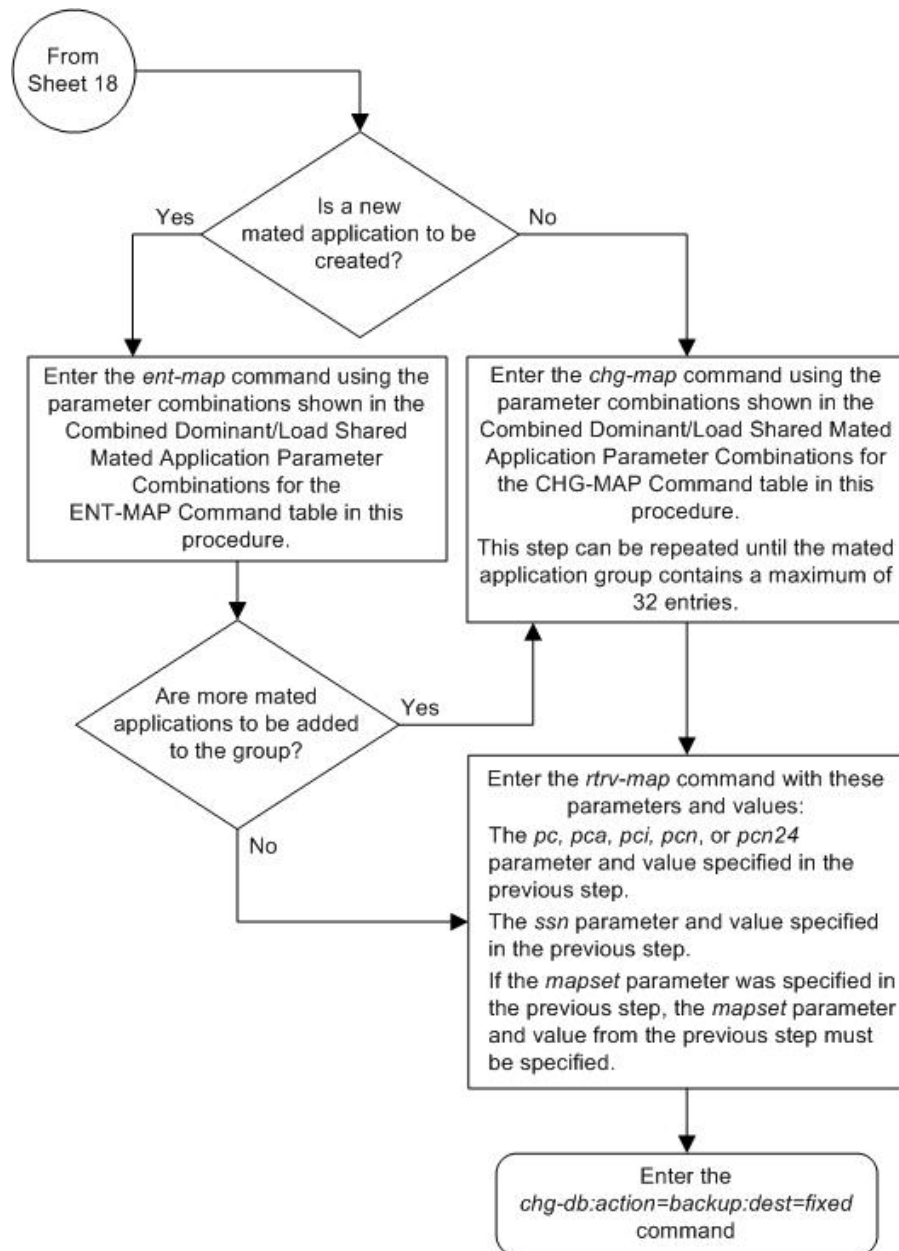 From
Sheet 18
Is a new
mated application to be
created?
Yes
No
Enter the ent-map command using the
parameter combinations shown in the
Combined Dominant/Load Shared
Mated Application Parameter
Combinations for the
ENT-MAP Command table in this
procedure.
Enter the chg-map command using the
parameter combinations shown in the
Combined Dominant/Load Shared Mated
Application Parameter Combinations for
the CHG-MAP Command table in this
procedure.
This step can be repeated until the mated
application group contains a maximum of
32 entries.
Are more mated
applications to be added
to the group?
Yes
No
Enter the rtrv-map command with these
parameters and values:
The pc, pca, pci, pcn, or pcn24
parameter and value specified in the
previous step.
The ssn parameter and value specified
in the previous step.
If the mapset parameter was specified in
the previous step, the mapset parameter
and value from the previous step must
be specified.
Enter the
chg-db:action=backup:dest=fixed
command